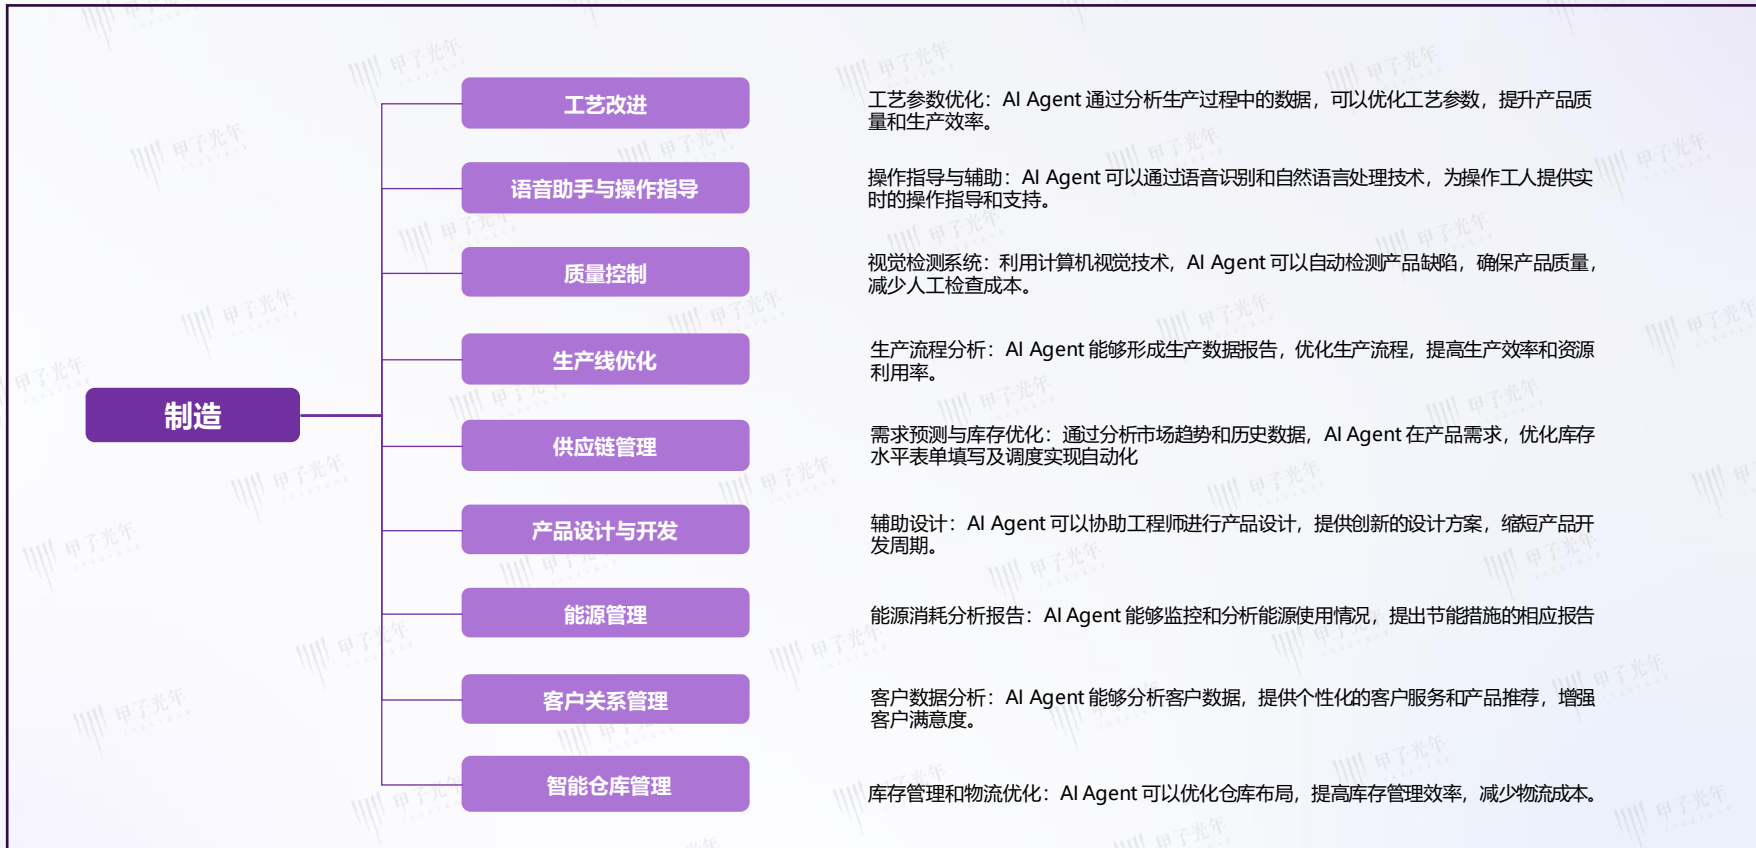 制造
工艺改进
工艺参数优化：AI Agent 通过分析生产过程中的数据，可以优化工艺参数，提升产品质
量和生产效率。
语音助手与操作指导
操作指导与辅助：AI Agent 可以通过语音识别和自然语言处理技术，为操作工人提供实
时的操作指导和支持。
质量控制
视觉检测系统：利用计算机视觉技术，AI Agent 可以自动检测产品缺陷，确保产品质量，
减少人工检查成本。
生产线优化
生产流程分析：AI Agent 能够形成生产数据报告，优化生产流程，提高生产效率和资源
利用率。
供应链管理
需求预测与库存优化：通过分析市场趋势和历史数据，AI Agent 在产品需求，优化库存
水平表单填写及调度实现自动化
产品设计与开发
辅助设计：AI Agent 可以协助工程师进行产品设计，提供创新的设计方案，缩短产品开
发周期。
能源管理
能源消耗分析报告：AI Agent 能够监控和分析能源使用情况，提出节能措施的相应报告
客户关系管理
客户数据分析：AI Agent 能够分析客户数据，提供个性化的客户服务和产品推荐，增强
客户满意度。
智能仓库管理
库存管理和物流优化：AI Agent 可以优化仓库布局，提高库存管理效率，减少物流成本。
甲子光年